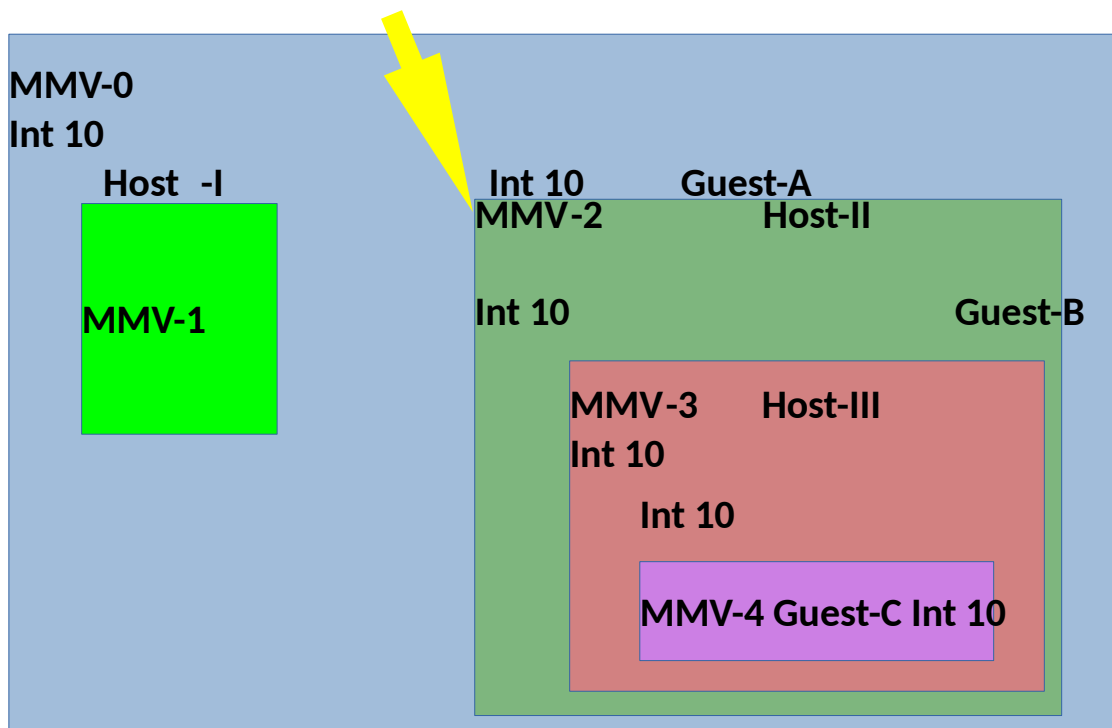 MMV-0
Int 10
Host -I
Int 10 Guest-A
MMV-2 Host-II
MMV-1
Int 10 Guest-B
MMV-3 Host-III
Int 10
Int 10
MMV-4 Guest-C Int 10